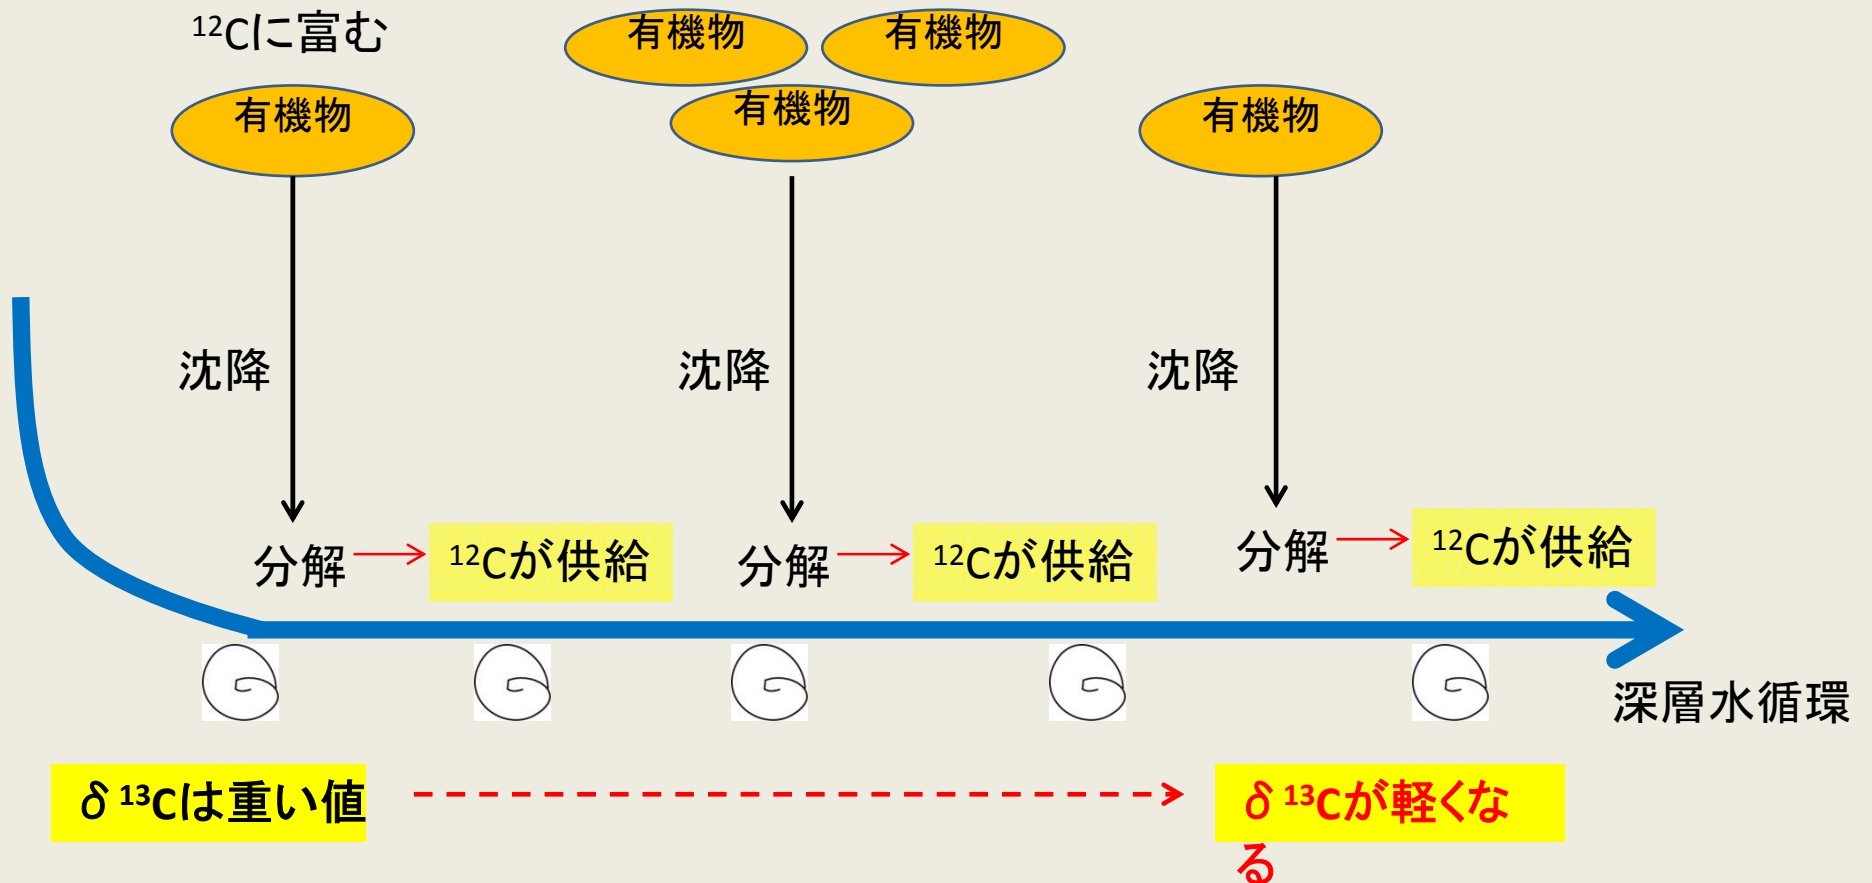 ¹²Cに富む
有機物
有機物
有機物
有機物
有機物
沈降
沈降
沈降
分解
¹²Cが供給
分解
¹²Cが供給
分解
¹²Cが供給
深層水循環
δ¹³Cは重い値
δ¹³Cが軽くな
る